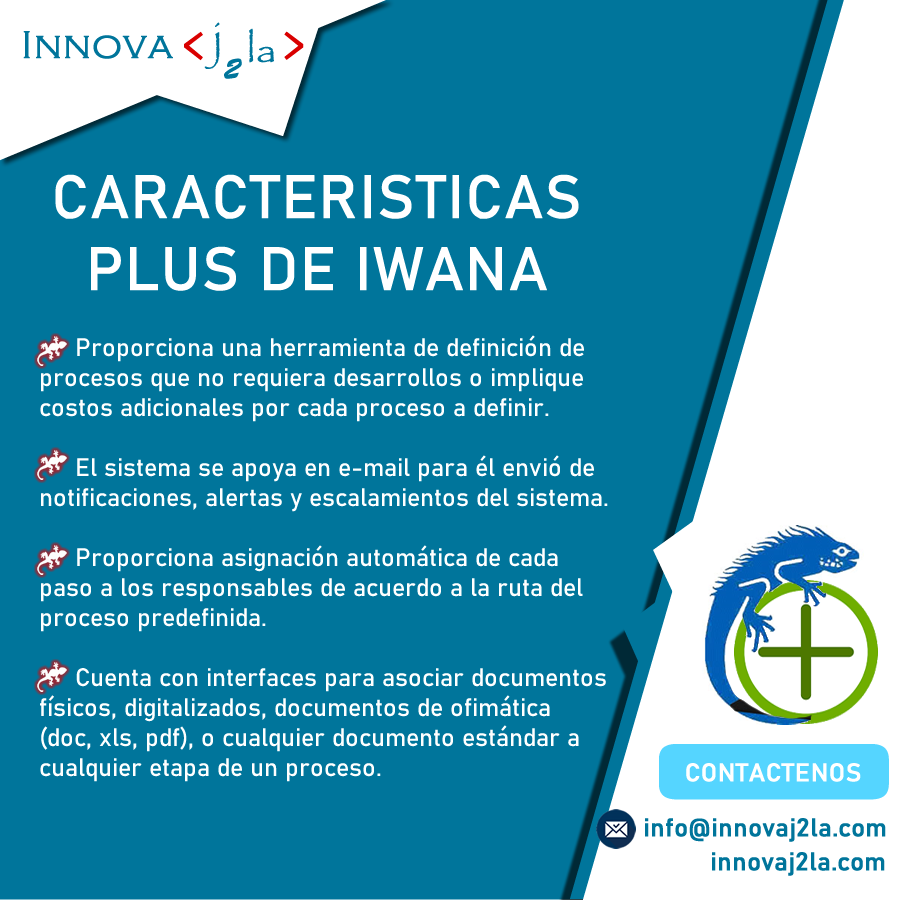 INNOVA <j2la>
CARACTERISTICAS
PLUS DE IWANA
Proporciona una herramienta de definición de
procesos que no requiera desarrollos o implique
costos adicionales por cada proceso a definir.
El sistema se apoya en e-mail para él envió de
notificaciones, alertas y escalamientos del sistema.
Proporciona asignación automática de cada
paso a los responsables de acuerdo a la ruta del
proceso predefinida.
Cuenta con interfaces para asociar documentos
físicos, digitalizados, documentos de ofimática
(doc, xls, pdf), o cualquier documento estándar a
cualquier etapa de un proceso.
CONTACTENOS
info@innovaj2la.com
innovaj2la.com